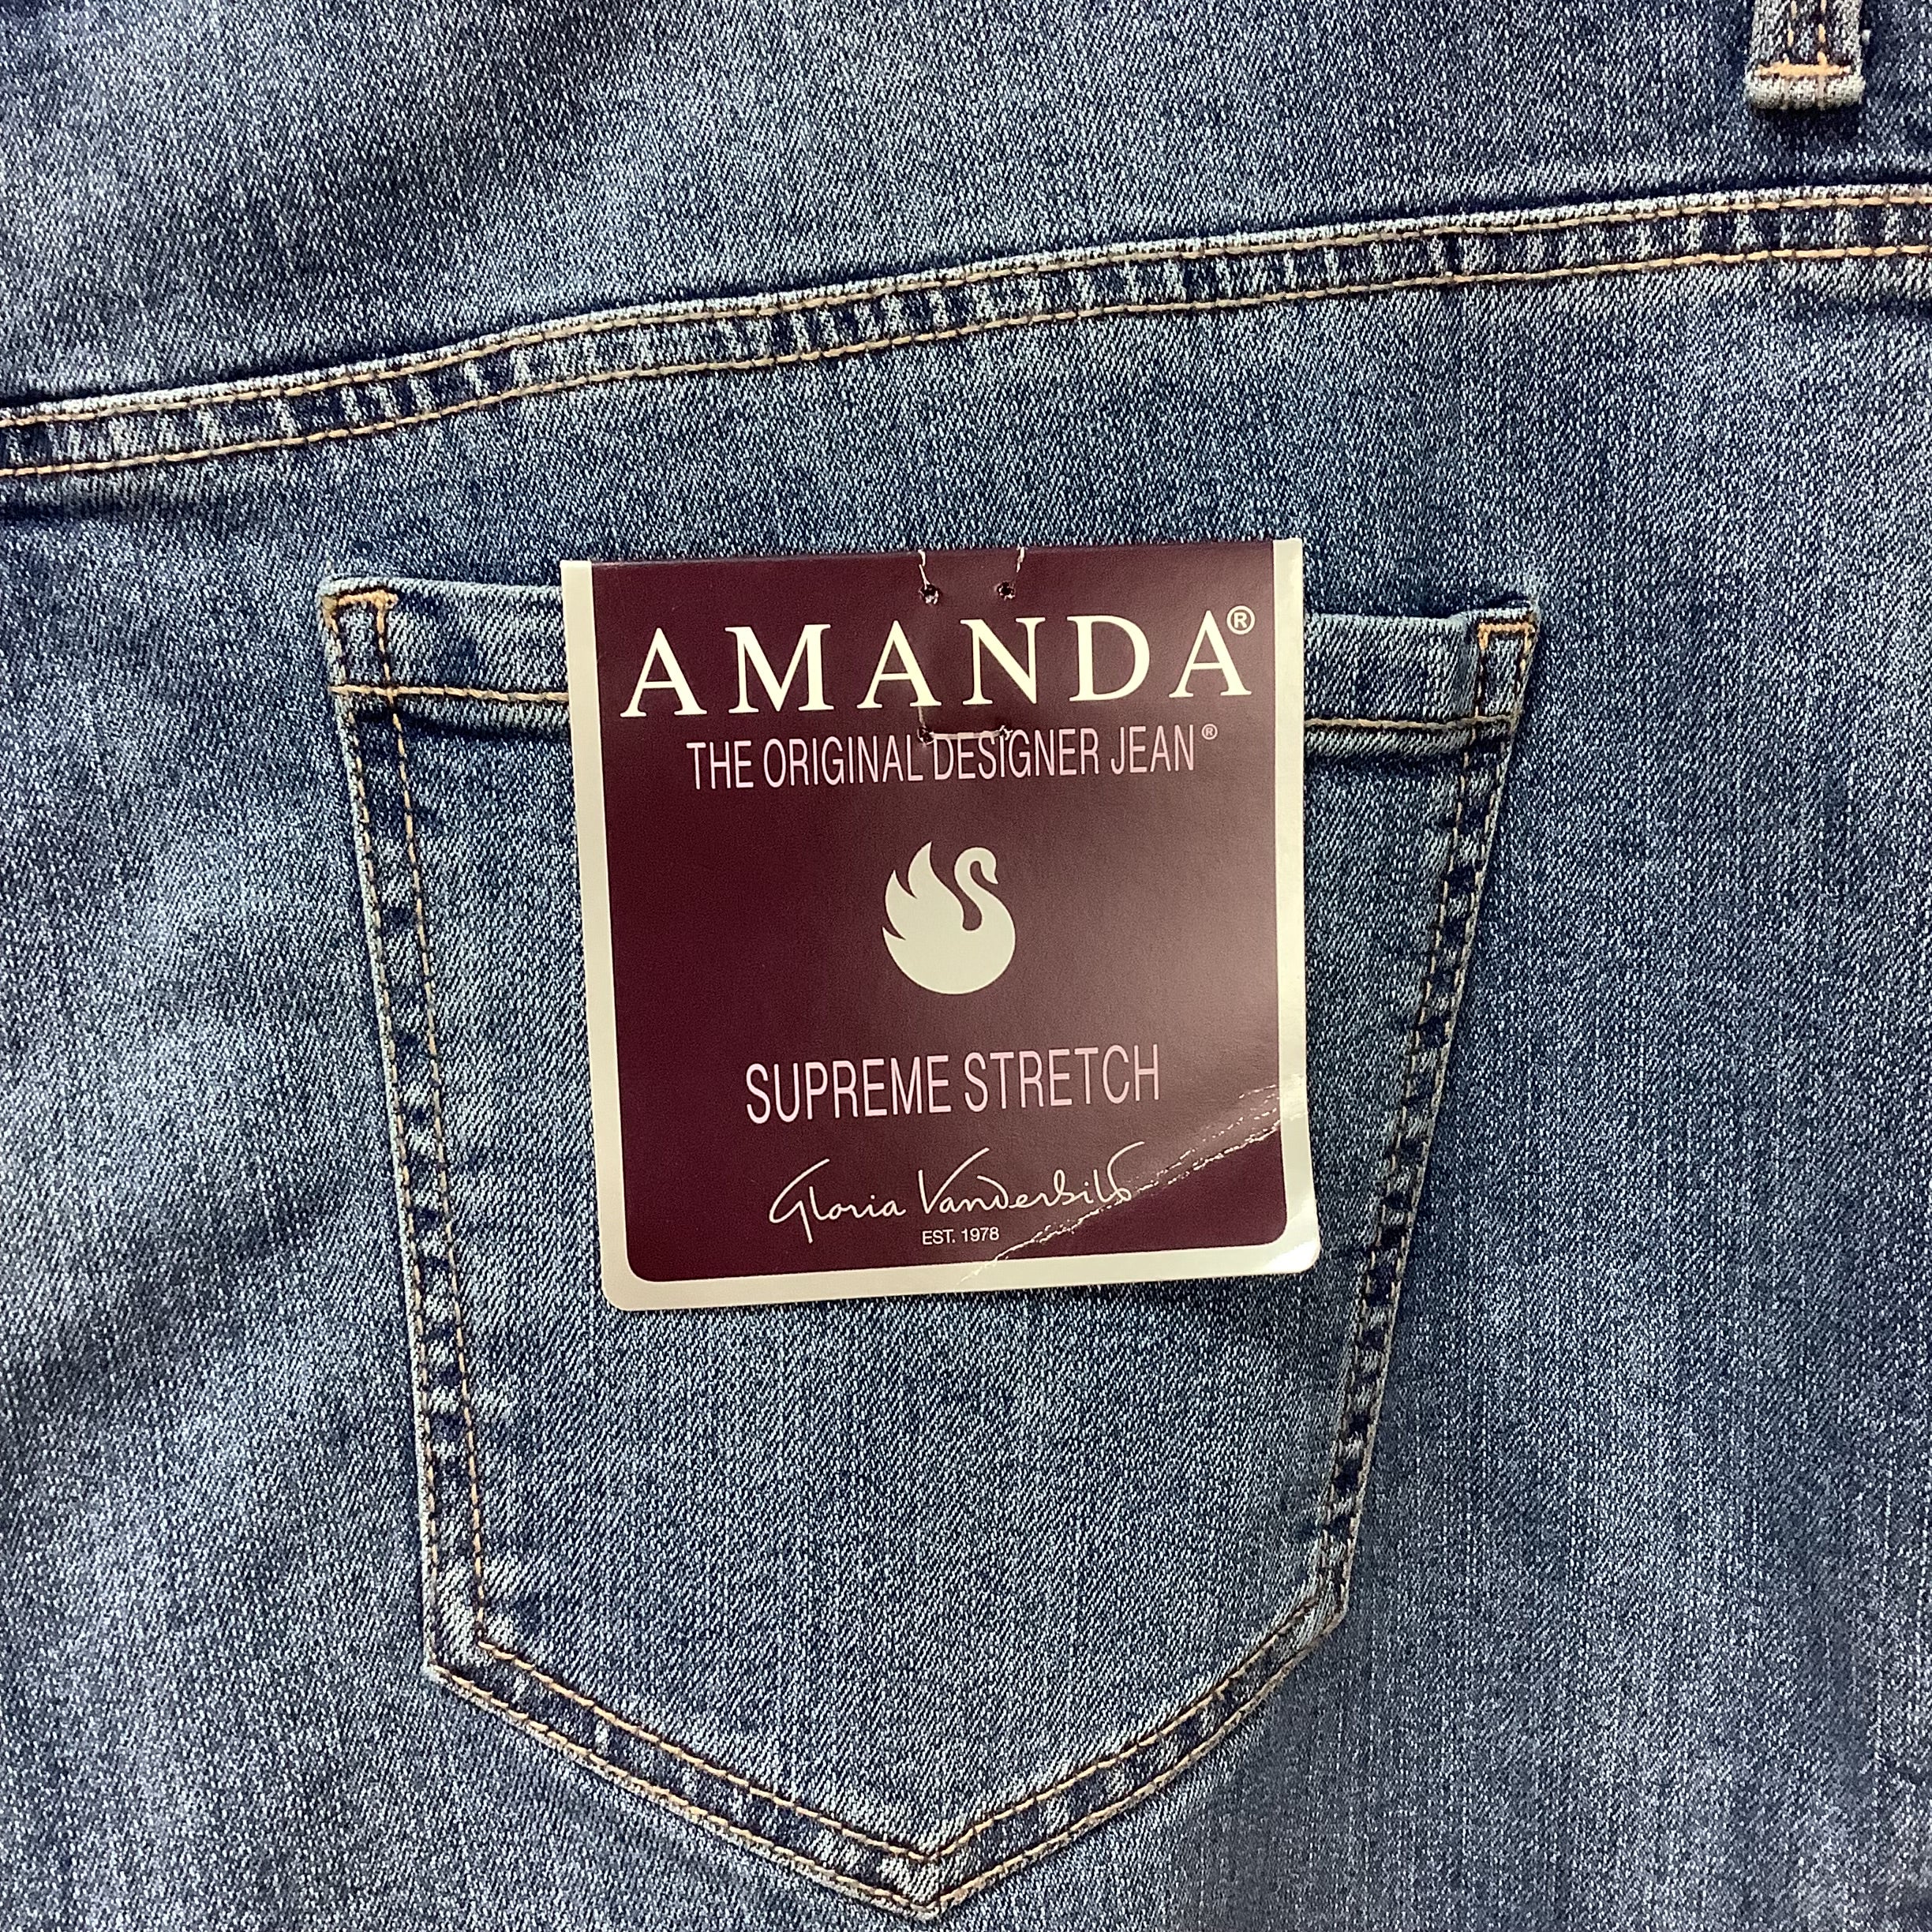 AMANDA®
THE ORIGINAL DESIGNER JEAN®
SUPREME STRETCH
Gloria Vanderbilt
EST. 1978